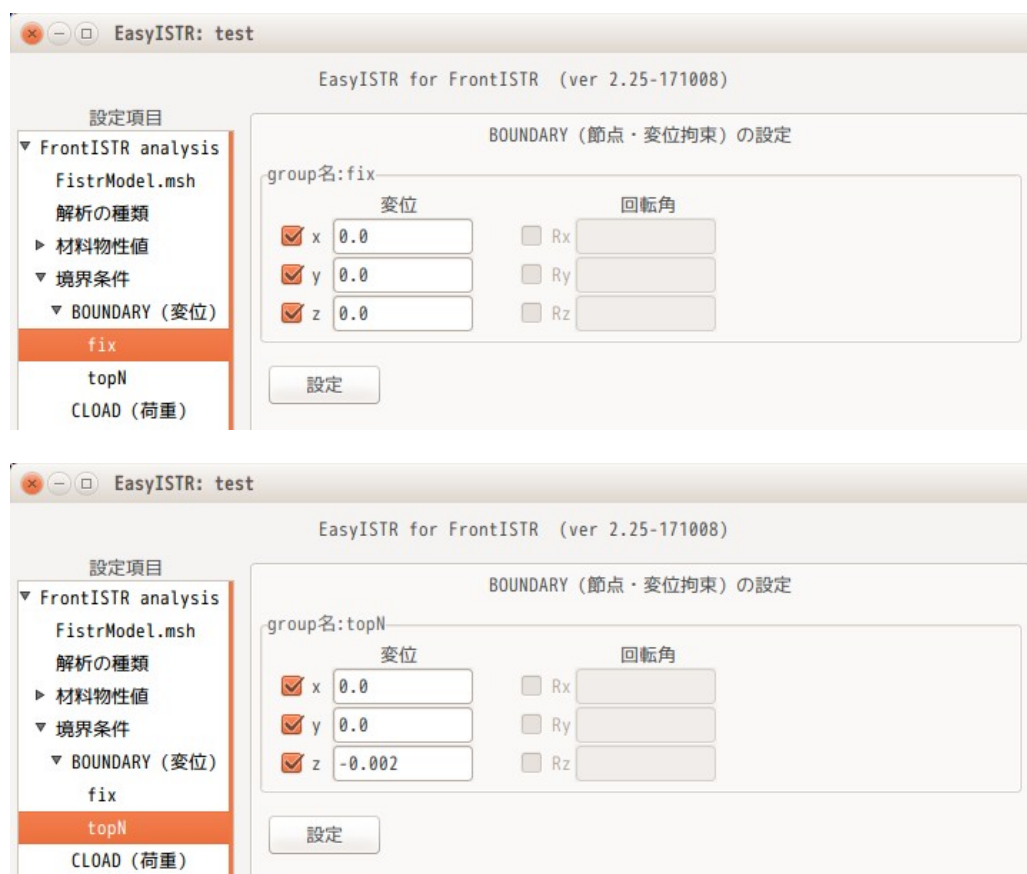 EasyISTR: test
EasyISTR for FrontISTR (ver 2.25-171008)
設定項目
▼ FrontISTR analysis
FistrModel.msh
解析の種類
▶ 材料物性値
▼ 境界条件
▼ BOUNDARY (変位)
fix
topN
CLOAD (荷重)
BOUNDARY (節点・変位拘束) の設定
group名:fix
変位 回転角
x 0.0 Rx
y 0.0 Ry
z 0.0 Rz
設定
EasyISTR: test
EasyISTR for FrontISTR (ver 2.25-171008)
設定項目
▼ FrontISTR analysis
FistrModel.msh
解析の種類
▶ 材料物性値
▼ 境界条件
▼ BOUNDARY (変位)
fix
topN
CLOAD (荷重)
BOUNDARY (節点・変位拘束) の設定
group名:topN
変位 回転角
x 0.0 Rx
y 0.0 Ry
z -0.002 Rz
設定